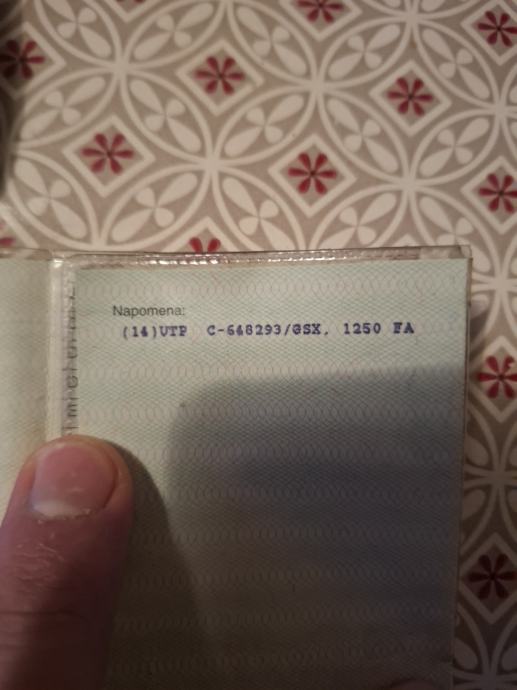 Napomena:
(14)UTP C-648293/GSX, 1250 FA